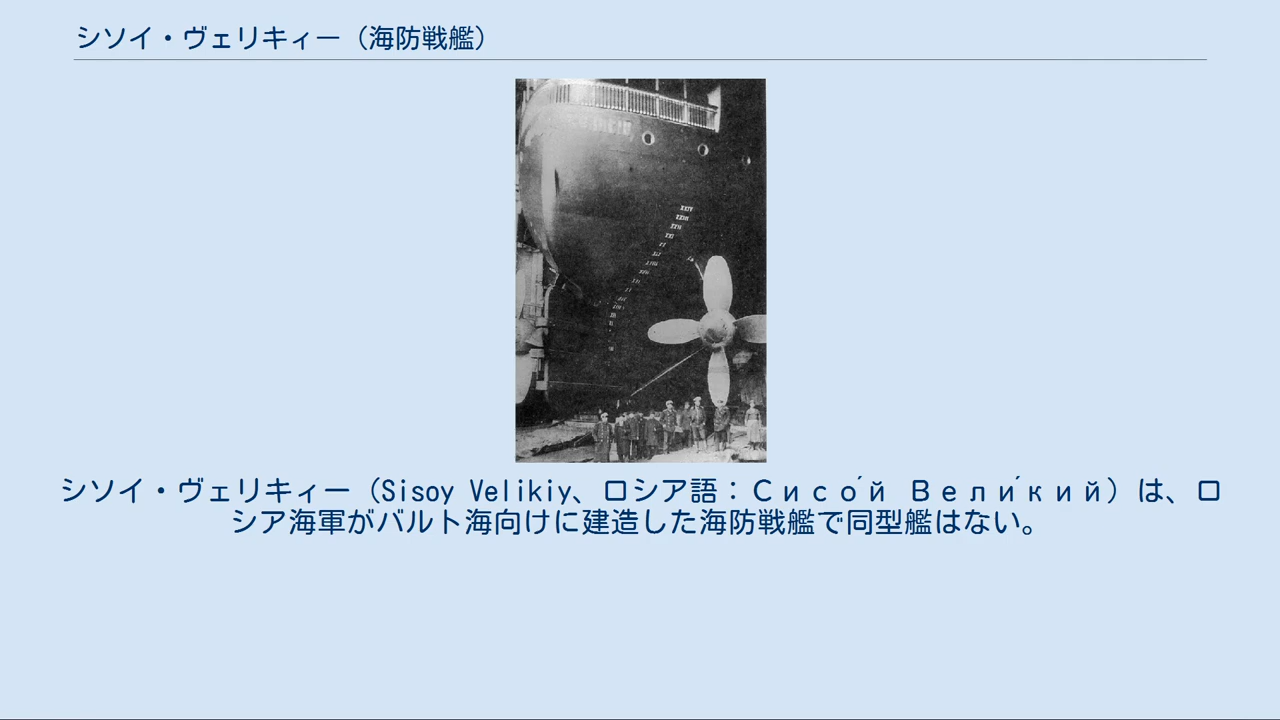 シソイ・ヴェリキィー（海防戦艦）
シソイ・ヴェリキィー（Sisoy Velikiy、ロシア語：Сисо́й Вели́кий）は、ロ
シア海軍がバルト海向けに建造した海防戦艦で同型艦はない。